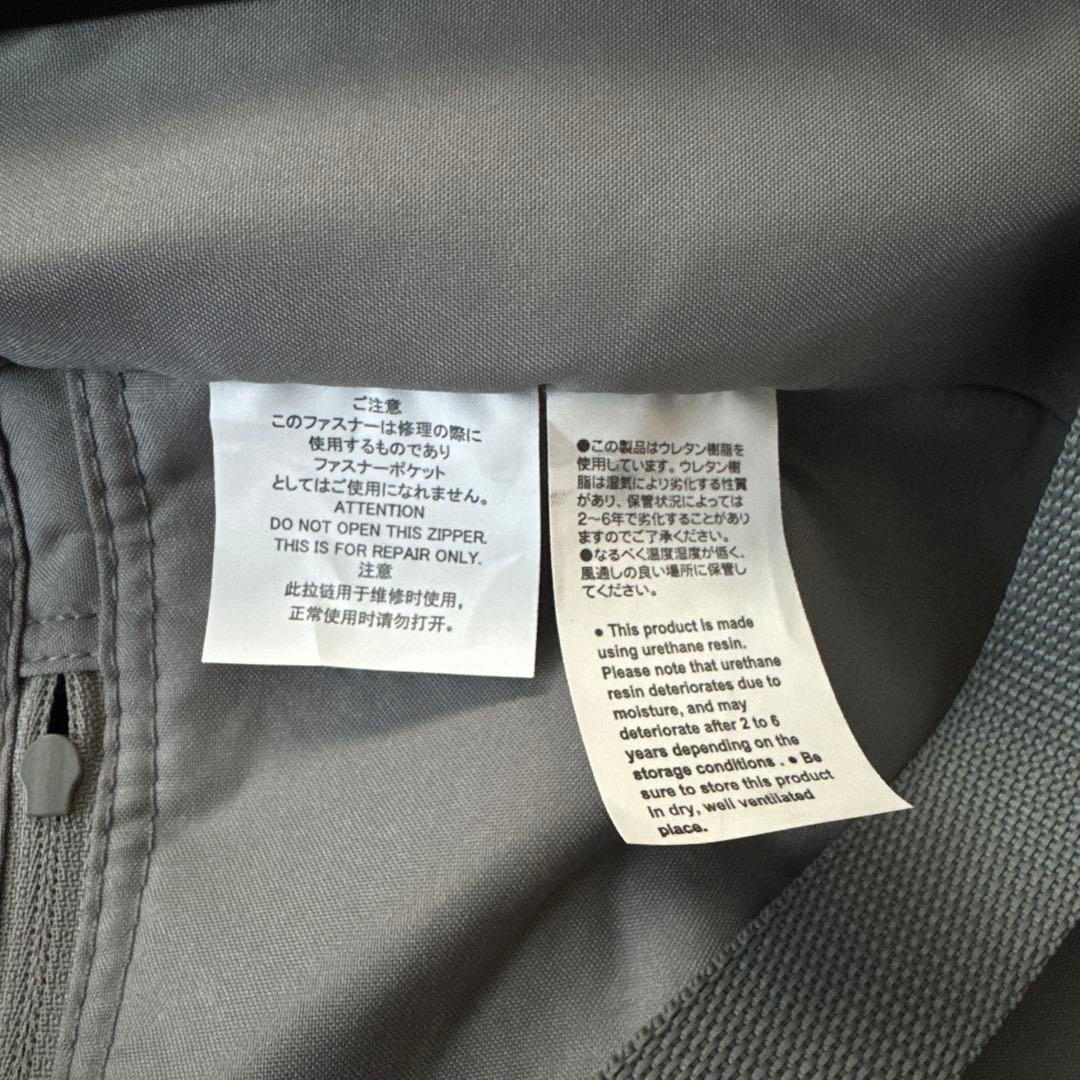 ご注意
このファスナーは修理の際に
使用するものであり
ファスナーポケット
としてはご使用になれません。
ATTENTION
DO NOT OPEN THIS ZIPPER.
THIS IS FOR REPAIR ONLY.
注意
此拉链用于维修时使用,
正常使用时请勿打开。
●この製品はウレタン樹脂を
使用しています。ウレタン樹
脂は湿気により劣化する性質
があり、保管状況によっては
2〜6年で劣化することがあり
ますのでご了承ください。
●なるべく温度湿度が低く、
風通しの良い場所に保管し
てください。
● This product is made
using urethane resin.
Please note that urethane
resin deteriorates due to
moisture, and may
deteriorate after 2 to 6
years depending on the
storage conditions . ● Be
sure to store this product
in dry, well ventilated
place.